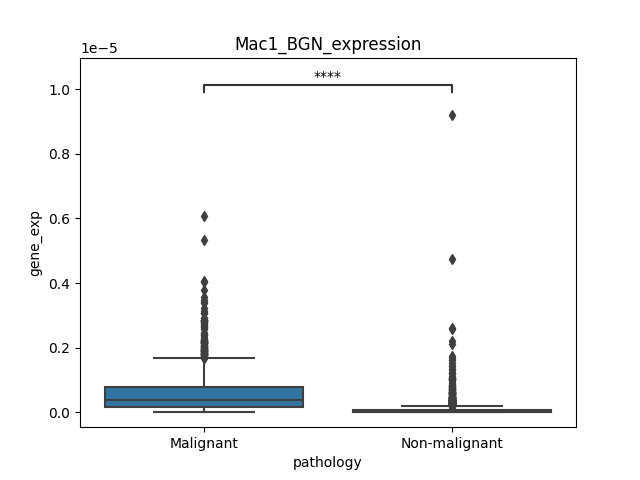 Mac1_BGN_expression
1e−5
****
1.0
0.8
0.6
0.4
0.2
0.0
gene_exp
Malignant
Non-malignant
pathology